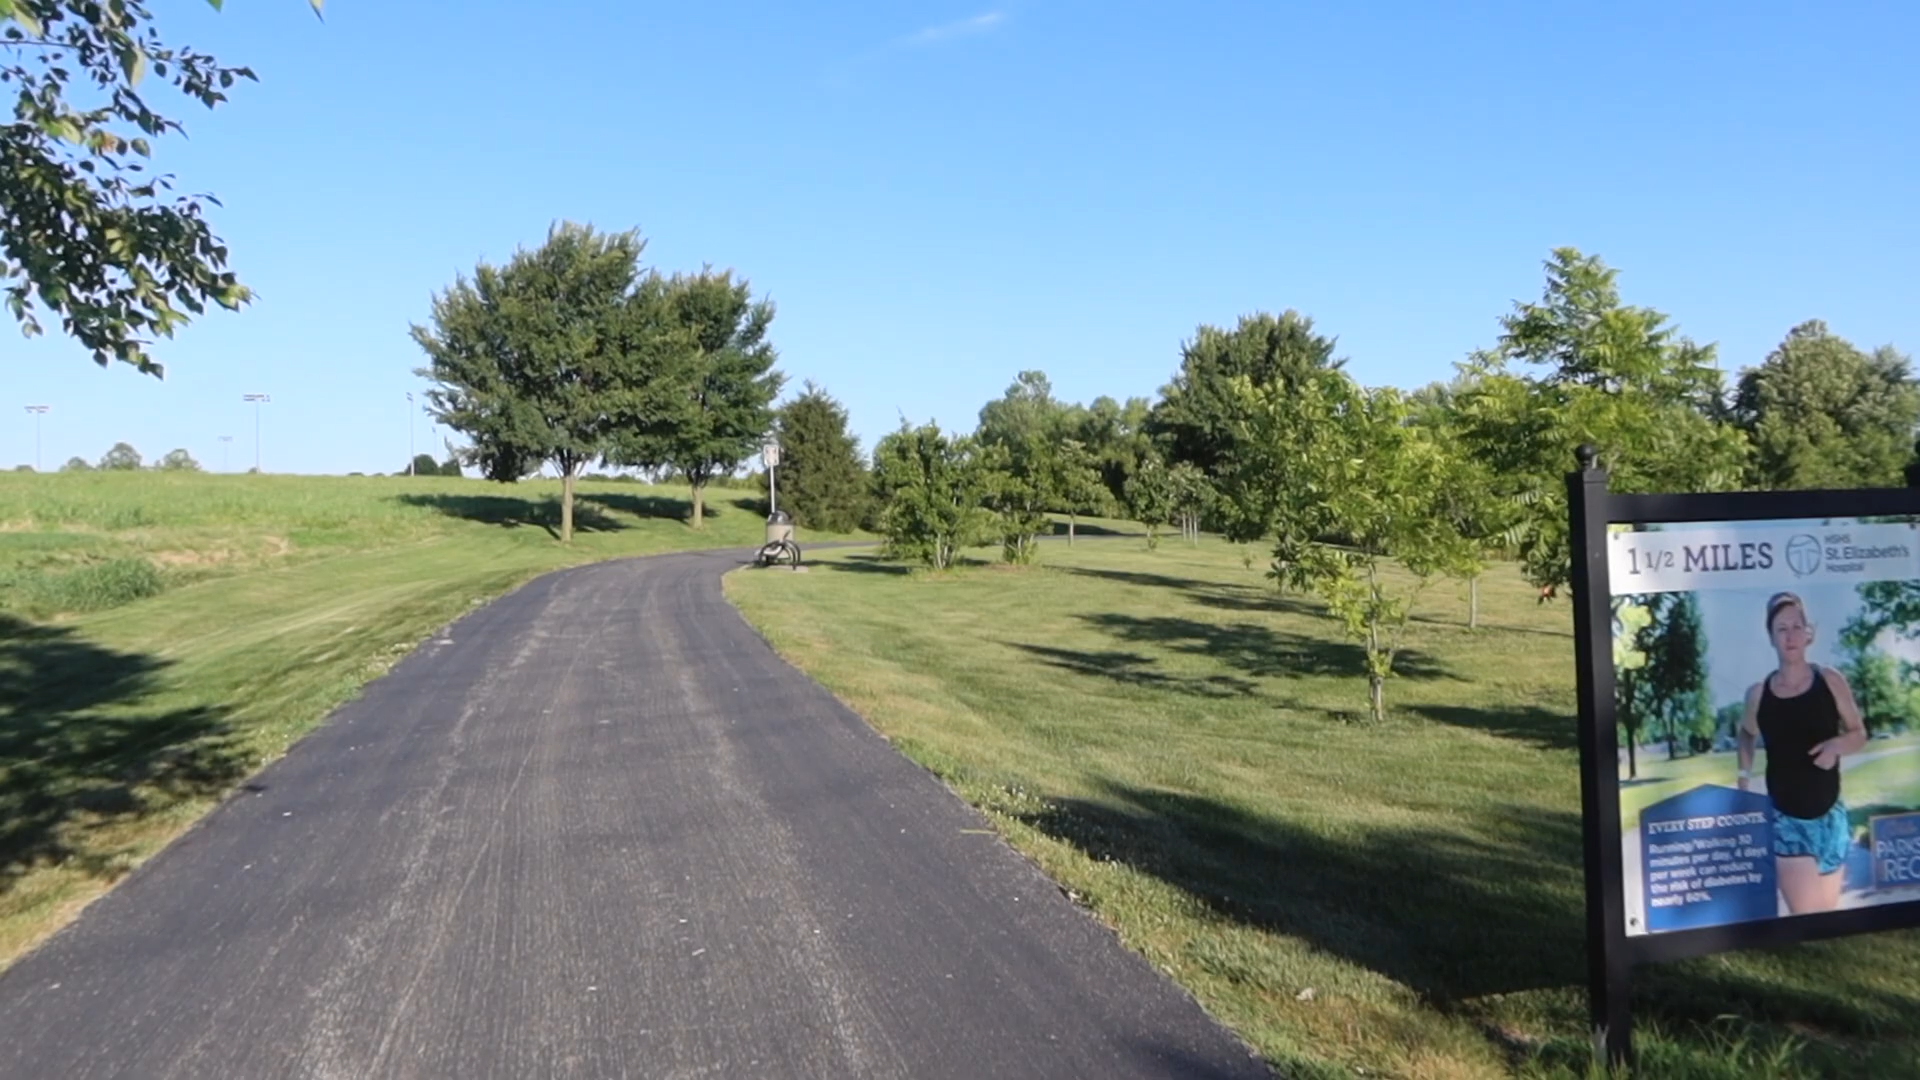 1 1/2 MILES
HSHS
St. Elizabeth's
Hospital
EVERY STEP COUNTS.
Running/Walking 30
minutes per day, 4 days
per week can reduce
the risk of diabetes by
nearly 60%.
PARKS
REC